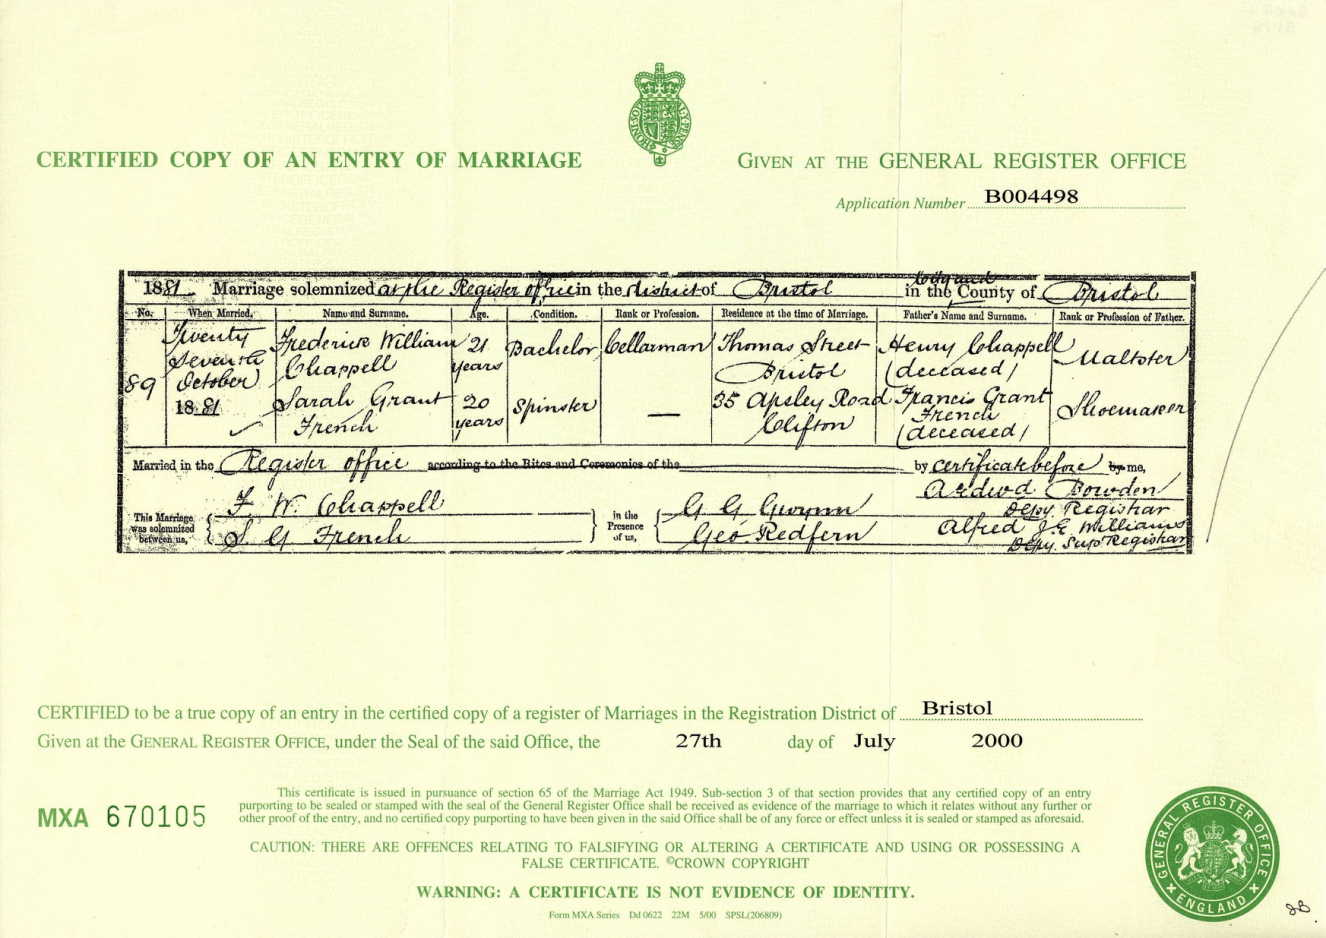 CERTIFIED COPY OF AN ENTRY OF MARRIAGE
GIVEN AT THE GENERAL REGISTER OFFICE
Application Number B004498
1881 Marriage solemnized at the Register office in the district of Bristol in the City and County of Bristol
No. When Married. Name and Surname. Age. Condition. Rank or Profession. Residence at the time of Marriage. Father's Name and Surname. Rank or Profession of Father.
89
Twenty
Seventh
October
1881
Frederick William
Chappell
21
years
Bachelor
Cellarman
Thomas Street
Bristol
Henry Chappell
(deceased)
Maltster
Sarah Grant
French
20
years
Spinster
—
35 Apsley Road
Clifton
Francis Grant
French
(deceased)
Shoemaker
Married in the Register office according to the Rites and Ceremonies of the by certificate before by me,
This Marriage
was solemnized
between us,
F. W. Chappell
S G French
in the
Presence
of us,
G G Gwynn
Geo Redfern
Bowden
Depy Registrar
Alfred J. E. Williams
Depy. Sup Registrar
CERTIFIED to be a true copy of an entry in the certified copy of a register of Marriages in the Registration District of Bristol
Given at the GENERAL REGISTER OFFICE, under the Seal of the said Office, the 27th day of July 2000
MXA 670105
This certificate is issued in pursuance of section 65 of the Marriage Act 1949. Sub-section 3 of that section provides that any certified copy of an entry
purporting to be sealed or stamped with the seal of the General Register Office shall be received as evidence of the marriage to which it relates without any further or
other proof of the entry, and no certified copy purporting to have been given in the said Office shall be of any force or effect unless it is sealed or stamped as aforesaid.
CAUTION: THERE ARE OFFENCES RELATING TO FALSIFYING OR ALTERING A CERTIFICATE AND USING OR POSSESSING A
FALSE CERTIFICATE. ©CROWN COPYRIGHT
WARNING: A CERTIFICATE IS NOT EVIDENCE OF IDENTITY.
Form MXA Series Dd 0622 22M 5/00 SPSL(206809)
GENERAL REGISTER OFFICE
ENGLAND